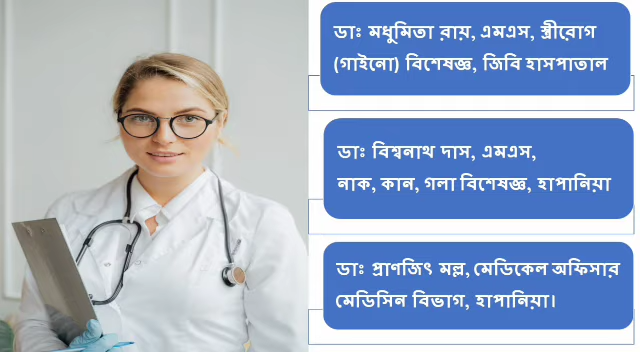 ডাঃ মধুমিতা রায়, এমএস, স্ত্রীরোগ
(গাইনো) বিশেষজ্ঞ, জিবি হাসপাতাল
ডাঃ বিশ্বনাথ দাস, এমএস,
নাক, কান, গলা বিশেষজ্ঞ, হাপানিয়া
ডাঃ প্রাণজিৎ মল্ল, মেডিকেল অফিসার
মেডিসিন বিভাগ, হাপানিয়া।